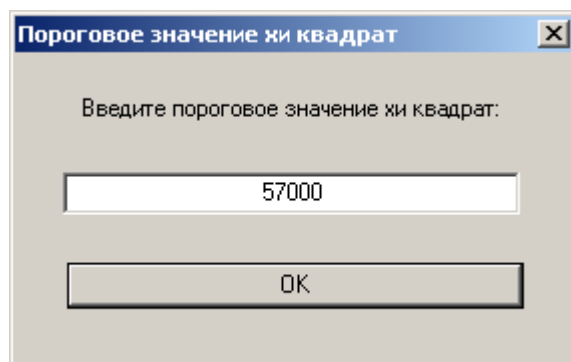 Пороговое значение хи квадрат
Введите пороговое значение хи квадрат:
57000
OK